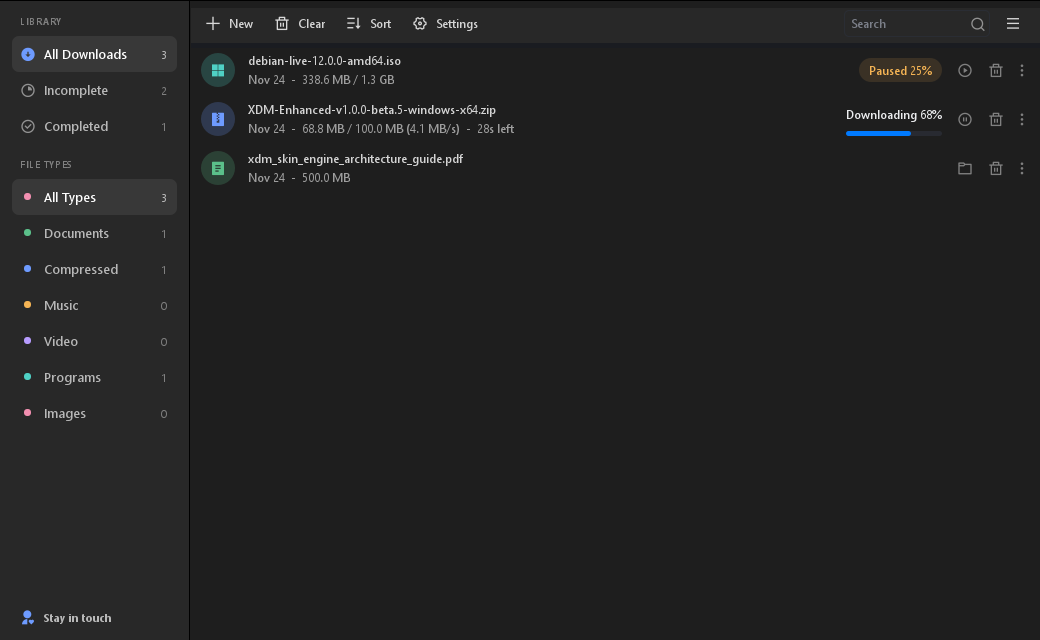 LIBRARY
All Downloads 3
Incomplete 2
Completed 1
FILE TYPES
All Types 3
Documents 1
Compressed 1
Music 0
Video 0
Programs 1
Images 0
Stay in touch
New Clear Sort Settings Search
debian-live-12.0.0-amd64.iso
Nov 24 - 338.6 MB / 1.3 GB
Paused 25%
XDM-Enhanced-v1.0.0-beta.5-windows-x64.zip
Nov 24 - 68.8 MB / 100.0 MB (4.1 MB/s) - 28s left
Downloading 68%
xdm_skin_engine_architecture_guide.pdf
Nov 24 - 500.0 MB